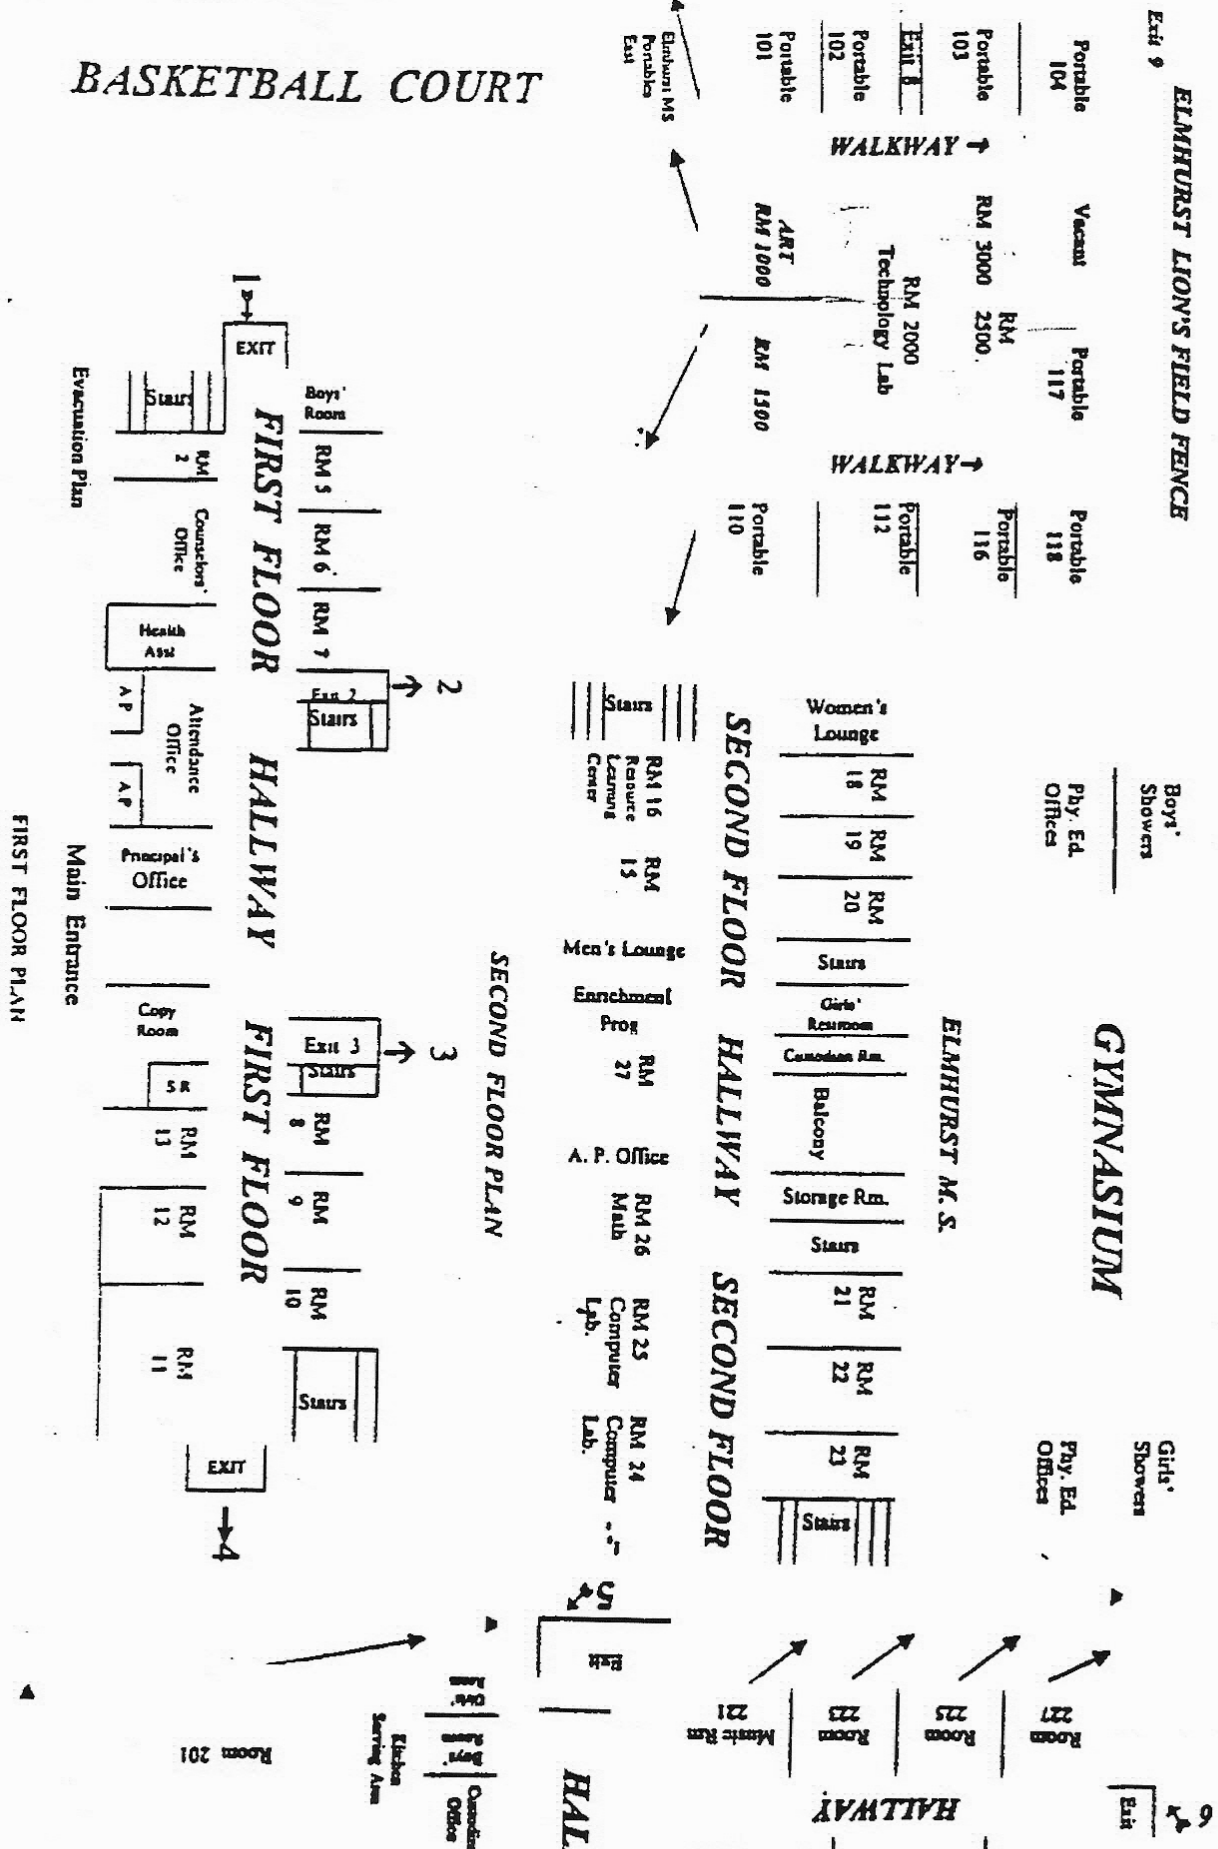 BASKETBALL COURT
Elmhurst MS
Portables
East
Portable
101
Portable
102
Exit 8
Portable
103
Portable
104
Exit 9
ELMHURST LION'S FIELD FENCE
WALKWAY
ART
RM 1000
RM 1500
RM 2000
Technology Lab
RM 3000
RM
2500
Vacant
Portable
117
WALKWAY
Portable
110
Portable
112
Portable
116
Portable
118
1
EXIT
Stairs
Evacuation Plan
RM
2
Counselors'
Office
Health
Asst
A P
Attendance
Office
A.P
Principal's
Office
Main Entrance
FIRST FLOOR PLAN
Copy
Room
S R
RM
13
RM
12
RM
11
EXIT
4
FIRST FLOOR HALLWAY FIRST FLOOR
Boys'
Room
RM 5
RM 6
RM 7
Exit 2
Stairs
2
Exit 3
Stairs
3
RM
8
RM
9
RM
10
Stairs
SECOND FLOOR PLAN
Stairs
RM 16
Resource
Learning
Center
RM
15
Men's Lounge
Enrichment
Prog
RM
27
A. P. Office
RM 26
Math
RM 25
Computer
Lab.
RM 24
Computer
Lab.
SECOND FLOOR HALLWAY SECOND FLOOR
Women's
Lounge
RM
18
RM
19
RM
20
Stairs
Girls'
Restroom
Custodian Rm.
Balcony
Storage Rm.
Stairs
RM
21
RM
22
RM
23
Stairs
ELMHURST M. S.
Boys'
Showers
Phy. Ed.
Offices
GYMNASIUM
Girls'
Showers
Phy. Ed.
Offices
5
Exit
Room 201
Girls'
Room
Boys'
Room
Kitchen
Serving Area
Office
HAL
Music Rm
221
Room
223
Room
225
Room
227
HALLWAY
Exit
6